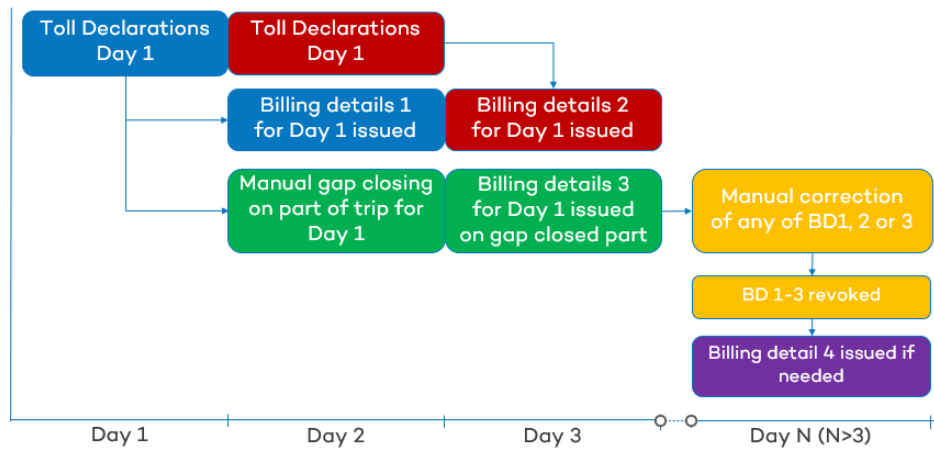 Toll Declarations
Day 1
Toll Declarations
Day 1
Billing details 1
for Day 1 issued
Billing details 2
for Day 1 issued
Manual gap closing
on part of trip for
Day 1
Billing details 3
for Day 1 issued
on gap closed part
Manual correction
of any of BD1, 2 or 3
BD 1-3 revoked
Billing detail 4 issued if
needed
Day 1
Day 2
Day 3
Day N (N>3)